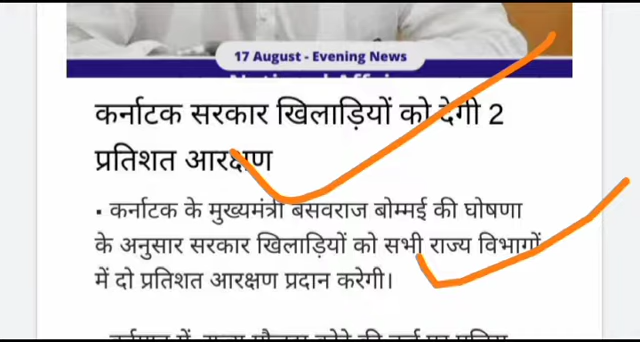 17 August - Evening News
कर्नाटक सरकार खिलाड़ियों को देगी 2
प्रतिशत आरक्षण
▪ कर्नाटक के मुख्यमंत्री बसवराज बोम्मई की घोषणा
के अनुसार सरकार खिलाड़ियों को सभी राज्य विभागों
में दो प्रतिशत आरक्षण प्रदान करेगी।